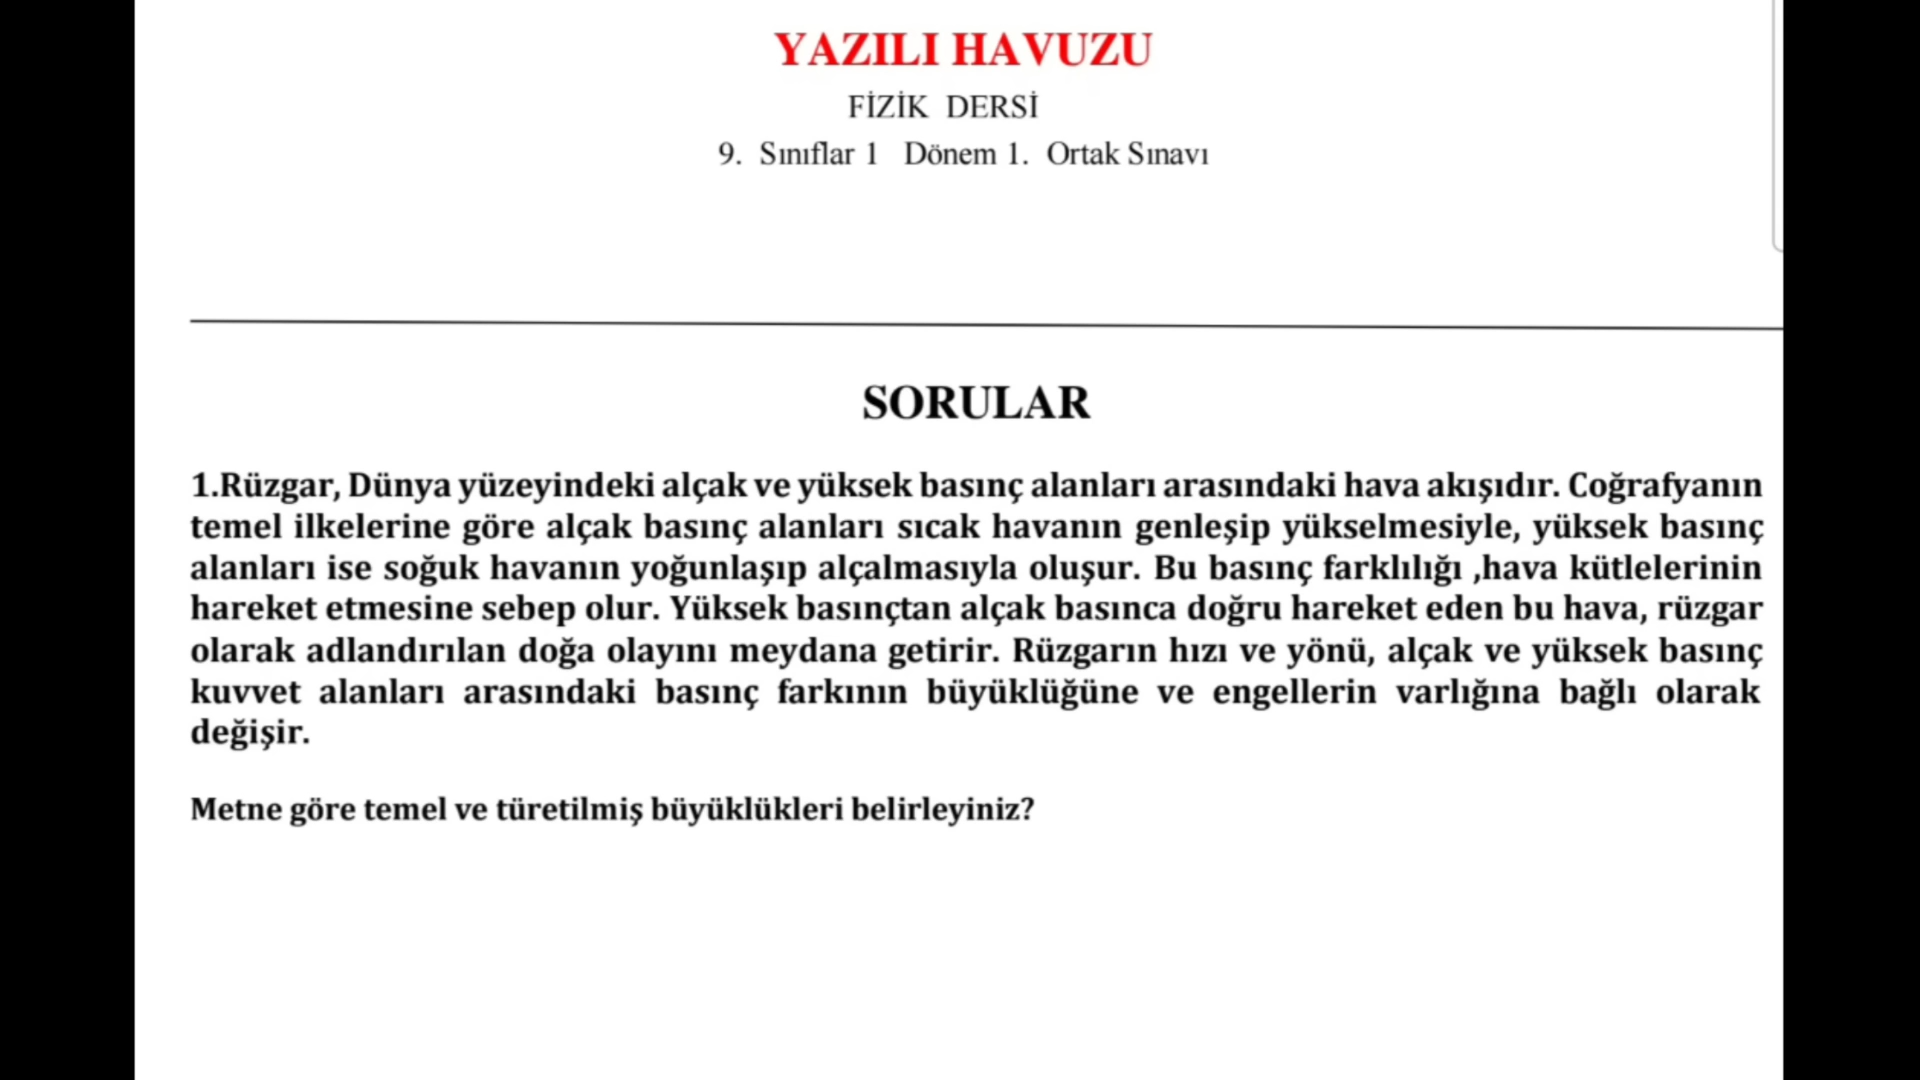 YAZILI HAVUZU
FİZİK DERSİ
9. Sınıflar 1 Dönem 1. Ortak Sınavı
SORULAR
1.Rüzgar, Dünya yüzeyindeki alçak ve yüksek basınç alanları arasındaki hava akışıdır. Coğrafyanın
temel ilkelerine göre alçak basınç alanları sıcak havanın genleşip yükselmesiyle, yüksek basınç
alanları ise soğuk havanın yoğunlaşıp alçalmasıyla oluşur. Bu basınç farklılığı ,hava kütlelerinin
hareket etmesine sebep olur. Yüksek basınçtan alçak basınca doğru hareket eden bu hava, rüzgar
olarak adlandırılan doğa olayını meydana getirir. Rüzgarın hızı ve yönü, alçak ve yüksek basınç
kuvvet alanları arasındaki basınç farkının büyüklüğüne ve engellerin varlığına bağlı olarak
değişir.
Metne göre temel ve türetilmiş büyüklükleri belirleyiniz?